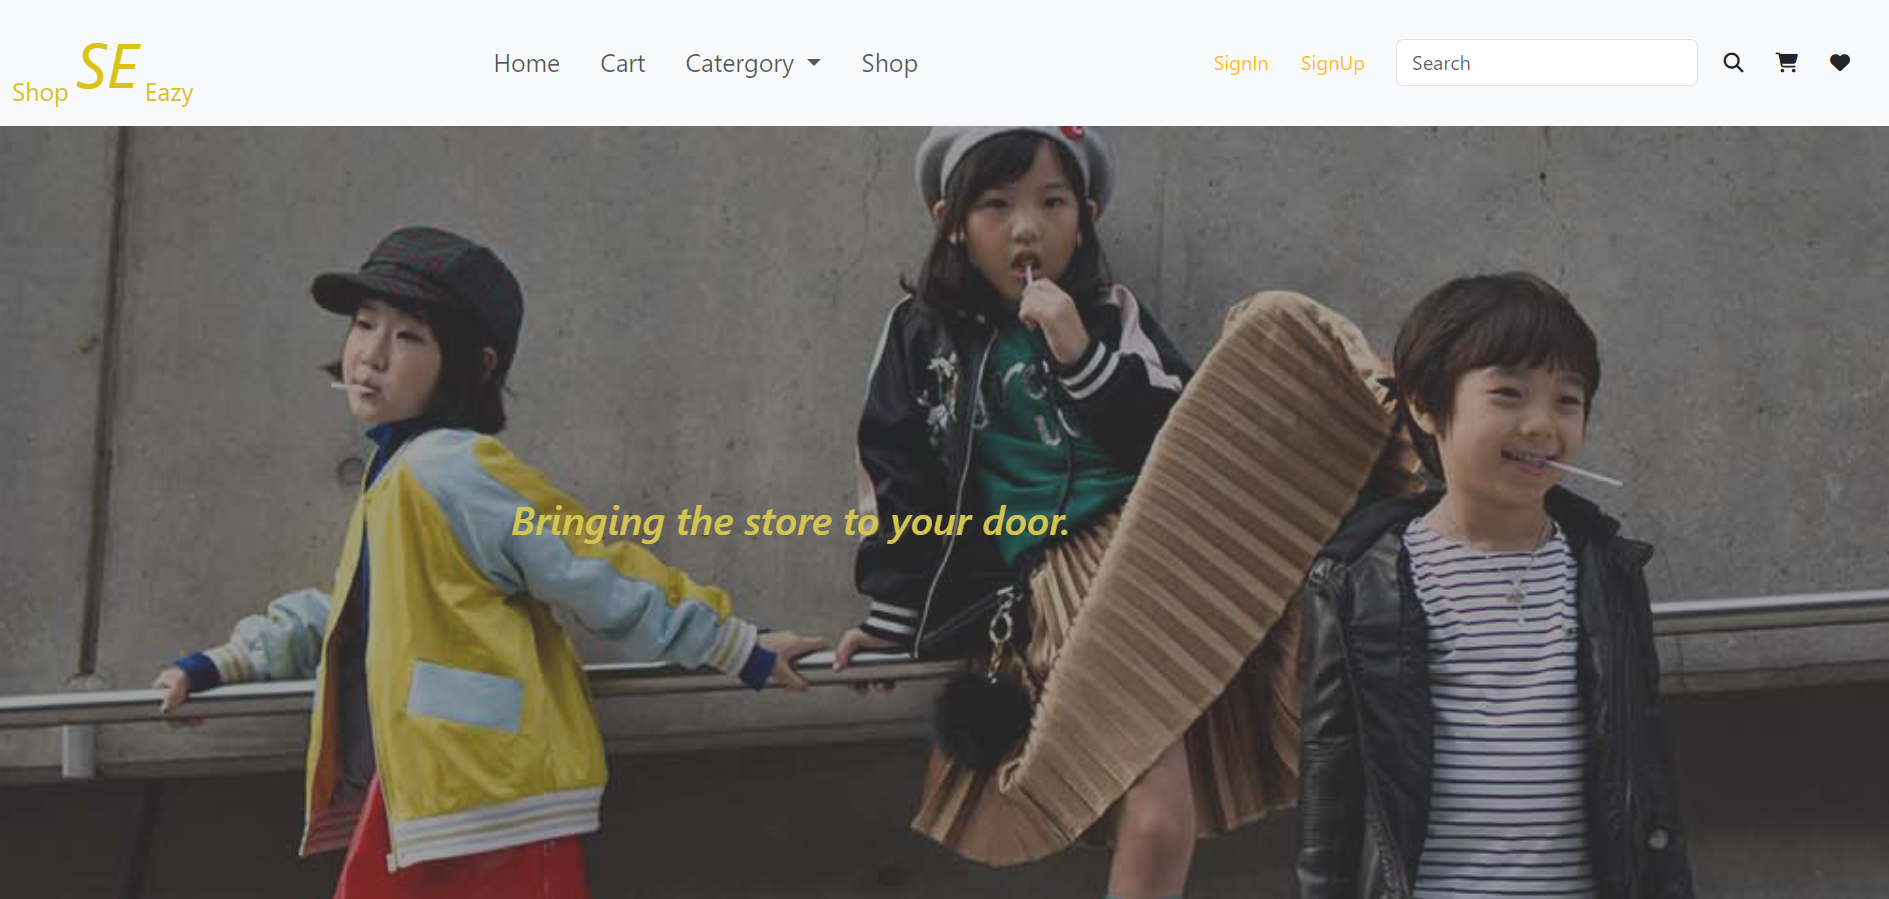 Shop SE Eazy
Home
Cart
Catergory
Shop
SignIn
SignUp
Search
Bringing the store to your door.